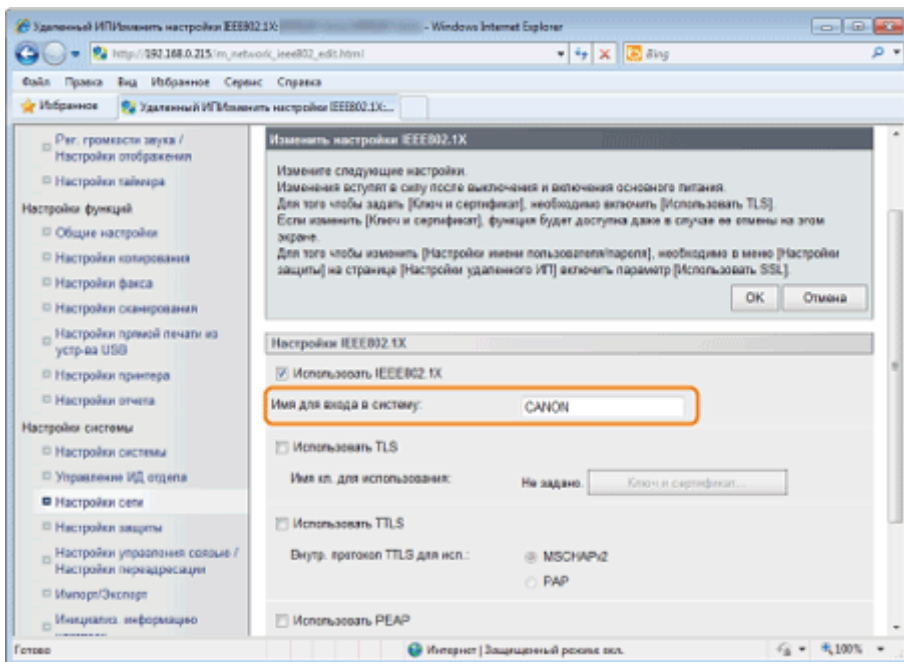 Удаленный ИПИзменить настройки IEEE802.1X: - Windows Internet Explorer
http://192.168.0.215/m_network_ieee802_edit.html
Bing
Файл Правка Вид Избранное Сервис Справка
Избранное Удаленный ИПИзменить настройки IEEE802.1X:...
Рег. громкости звука /
Настройки отображения
Настройки таймера
Настройки функций
Общие настройки
Настройки копирования
Настройки факса
Настройки сканирования
Настройки прямой печати из
устр-ва USB
Настройки принтера
Настройки отчета
Настройки системы
Настройки системы
Управление ИД отдела
Настройки сети
Настройки защиты
Настройки управления связью /
Настройки переадресации
Импорт/Экспорт
Инициализ. информацию
Изменить настройки IEEE802.1X
Измените следующие настройки.
Изменения вступят в силу после выключения и включения основного питания.
Для того чтобы задать [Ключ и сертификат], необходимо включить [Использовать TLS].
Если изменить [Ключ и сертификат], функция будет доступна даже в случае ее отмены на этом
экране.
Для того чтобы изменить [Настройки имени пользователя/пароля], необходимо в меню [Настройки
защиты] на странице [Настройки удаленного ИП] включить параметр [Использовать SSL].
OK Отмена
Настройки IEEE802.1X
Использовать IEEE802.1X
Имя для входа в систему: CANON
Использовать TLS
Имя кл. для использования: Не задано. Ключ и сертификат...
Использовать TTLS
Внутр. протокол TTLS для исп.: MSCHAPv2
PAP
Использовать PEAP
Готово Интернет | Защищенный режим: вкл. 100%